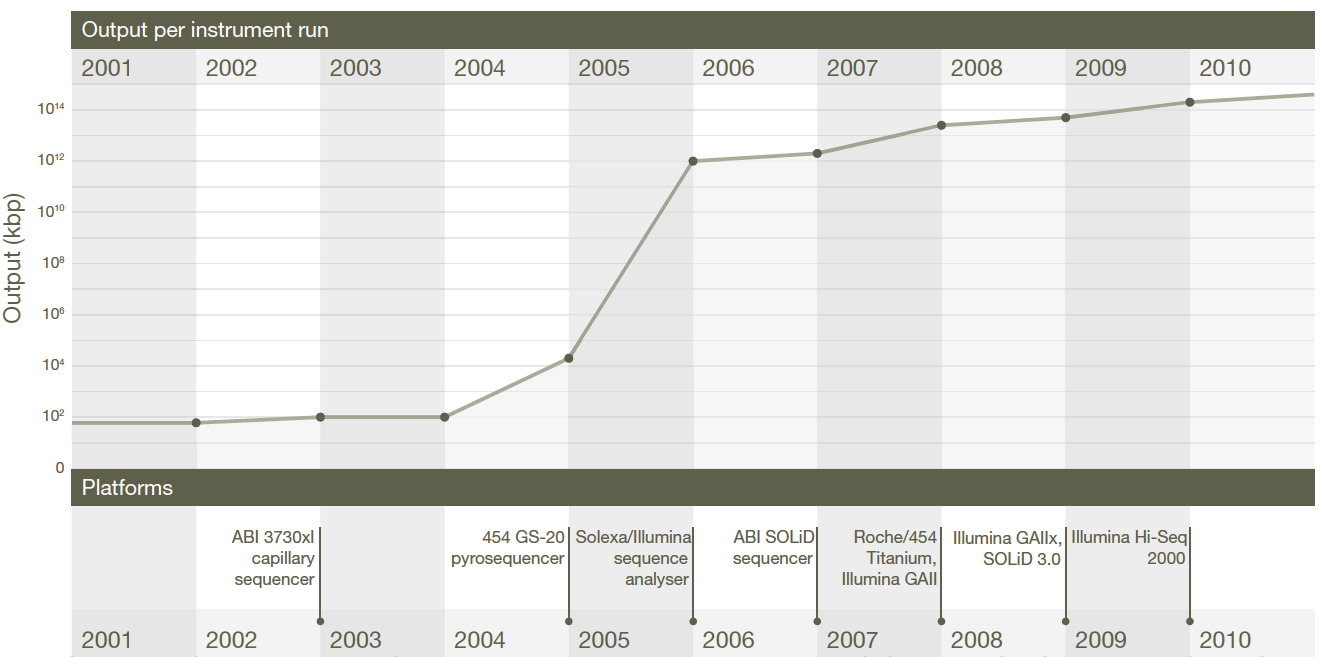 Output per instrument run
2001 2002 2003 2004 2005 2006 2007 2008 2009 2010
Output (kbp)
10¹⁴
10¹²
10¹⁰
10⁸
10⁶
10⁴
10²
0
Platforms
ABI 3730xl
capillary
sequencer
454 GS-20
pyrosequencer
Solexa/Illumina
sequence
analyser
ABI SOLiD
sequencer
Roche/454
Titanium,
Illumina GAII
Illumina GAIIx,
SOLiD 3.0
Illumina Hi-Seq
2000
2001 2002 2003 2004 2005 2006 2007 2008 2009 2010